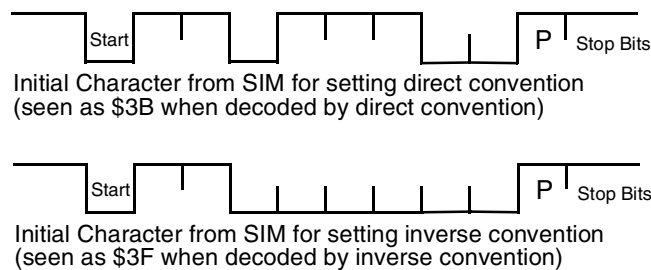 Start P Stop Bits
Initial Character from SIM for setting direct convention
(seen as $3B when decoded by direct convention)
Start P Stop Bits
Initial Character from SIM for setting inverse convention
(seen as $3F when decoded by inverse convention)